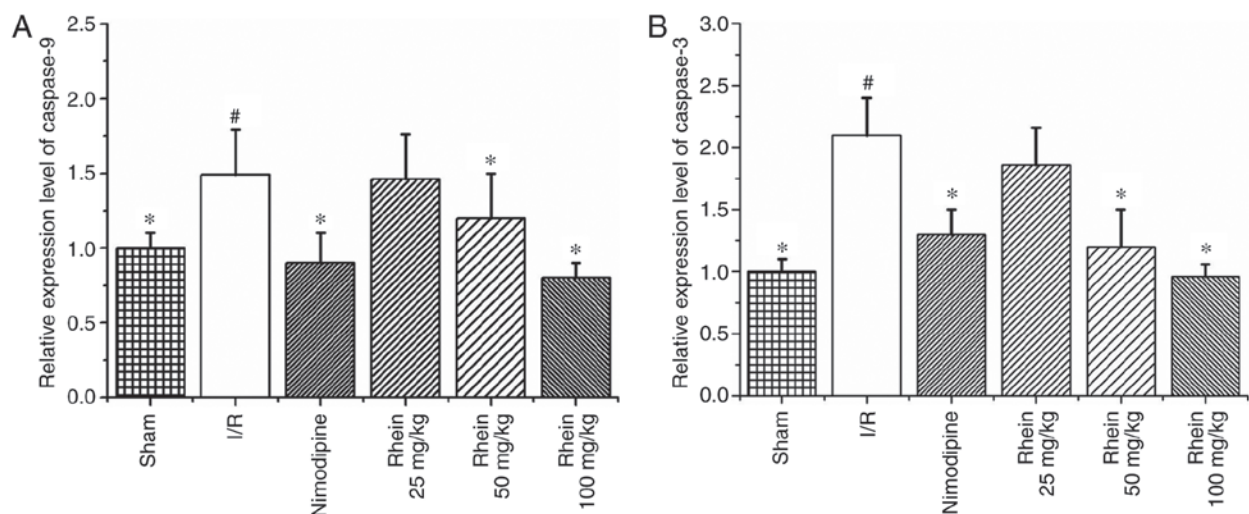 A
Relative expression level of caspase-9
2.5
2.0
1.5
1.0
0.5
0.0
*
#
*
*
*
Sham
I/R
Nimodipine
Rhein
25 mg/kg
Rhein
50 mg/kg
Rhein
100 mg/kg
B
Relative expression level of caspase-3
3.0
2.5
2.0
1.5
1.0
0.5
0.0
*
#
*
*
*
Sham
I/R
Nimodipine
Rhein
25 mg/kg
Rhein
50 mg/kg
Rhein
100 mg/kg